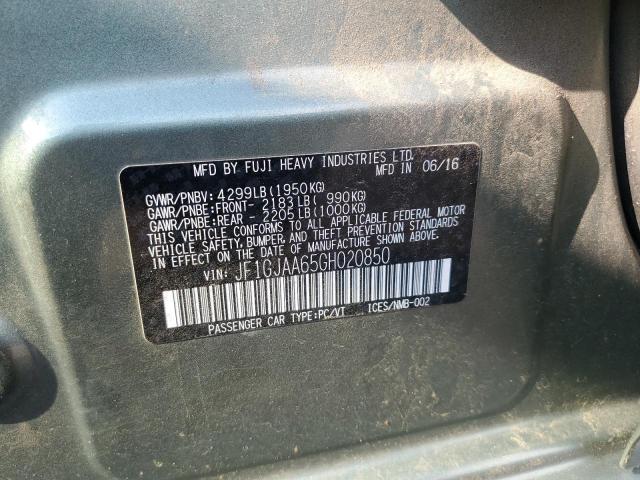 MFD BY FUJI HEAVY INDUSTRIES LTD.
MFD IN 06/16
GVWR/PNBV: 4299LB(1950KG)
GAWR/PNBE:FRONT- 2183LB( 990KG)
GAWR/PNBE:REAR - 2205LB(1000KG)
THIS VEHICLE CONFORMS TO ALL APPLICABLE FEDERAL MOTOR
VEHICLE SAFETY, BUMPER, AND THEFT PREVENTION STANDARDS
IN EFFECT ON THE DATE OF MANUFACTURE SHOWN ABOVE.
VIN: JF1GJAA65GH020850
PASSENGER CAR TYPE:PC/VT ICES/NMB-002